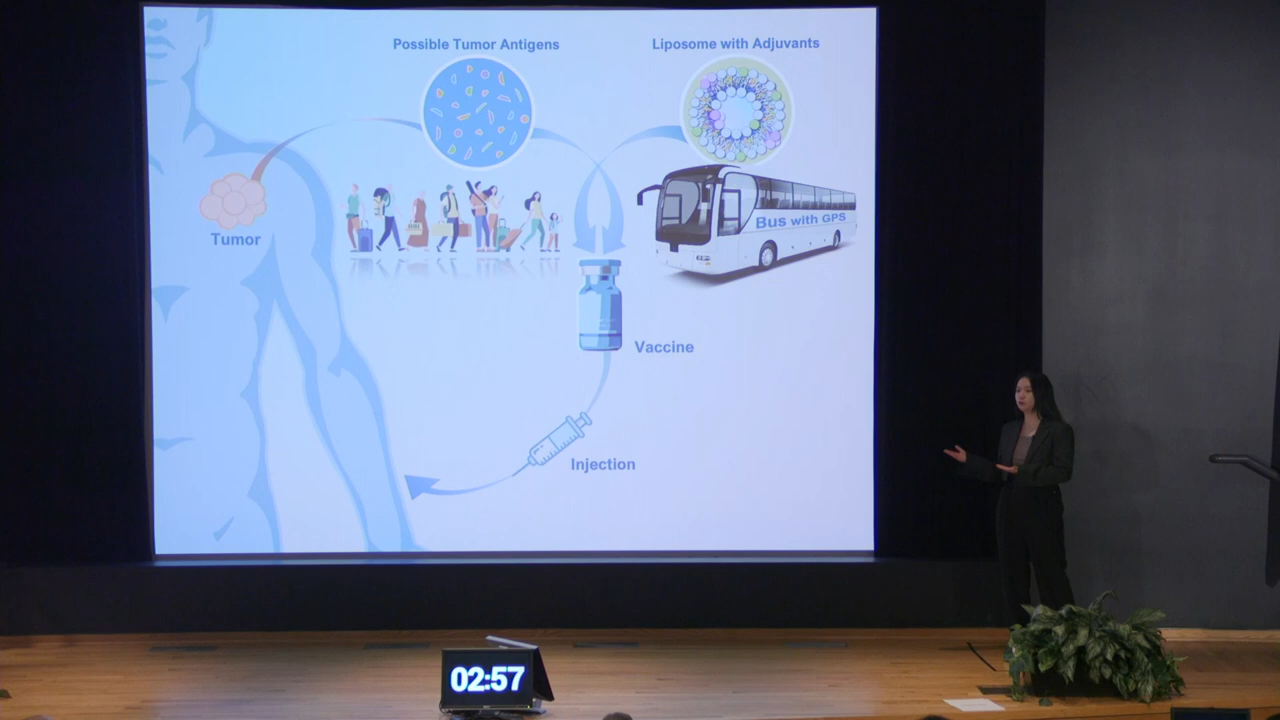 Possible Tumor Antigens
Liposome with Adjuvants
Tumor
Bus with GPS
Vaccine
Injection
02:57